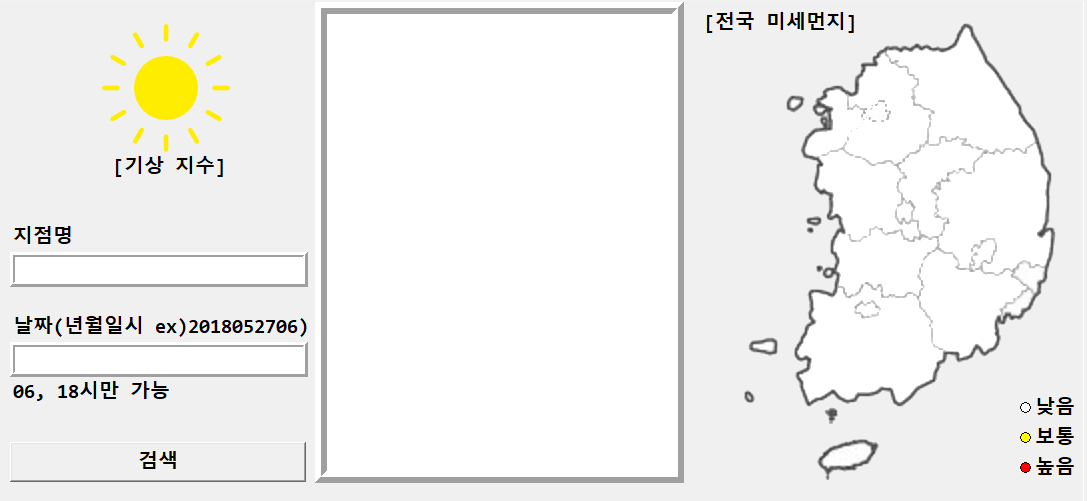 [기상 지수]
지점명
날짜(년월일시 ex)2018052706)
06, 18시만 가능
검색
[전국 미세먼지]
낮음
보통
높음